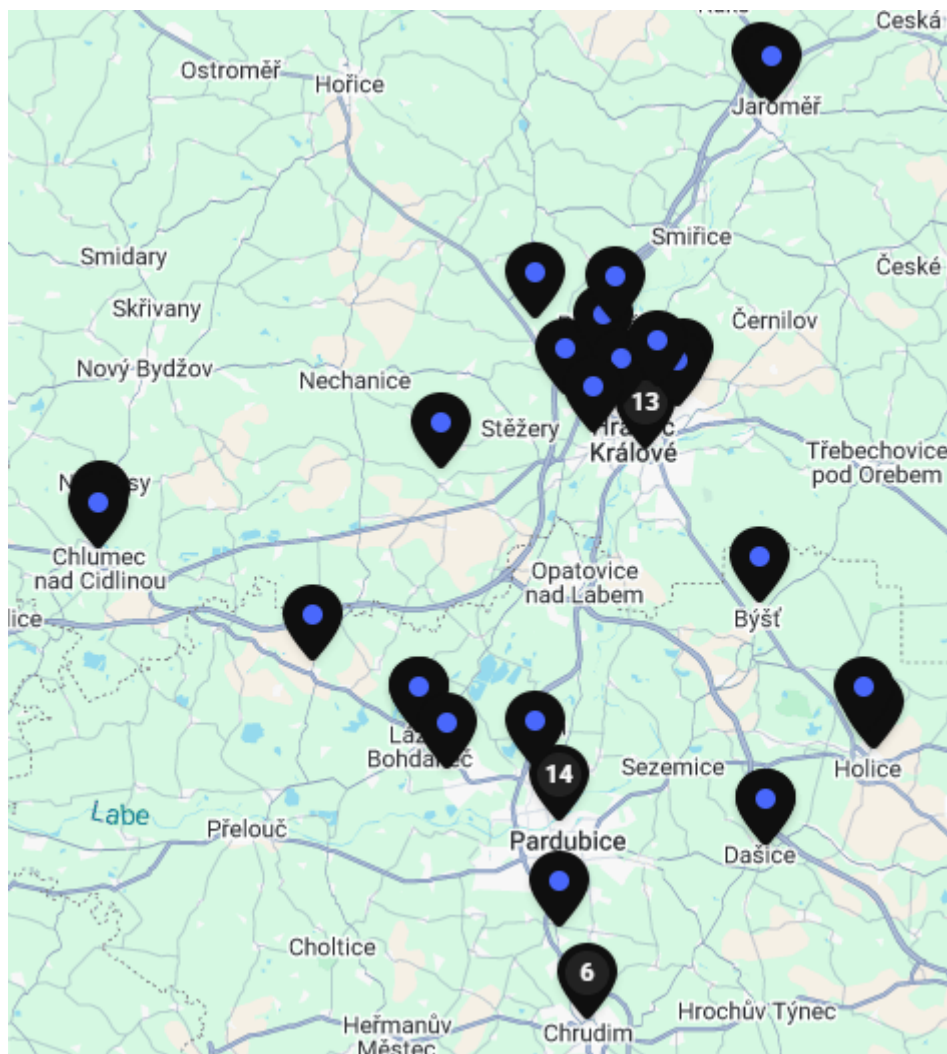 Česká
Ostroměř
Hořice
Jaroměř
Smiřice
Smidary
České
Skřivany
Černilov
Nový Bydžov
Nechanice
13
Stěžery
Králové
Třebechovice
pod Orebem
Chlumec
nad Cidlinou
Opatovice
nad Labem
Býšť
Bohdaneč
14
Sezemice
Holice
Labe
Přelouč
Pardubice
Dašice
Choltice
6
Hrochův Týnec
Heřmanův
Městec
Chrudim